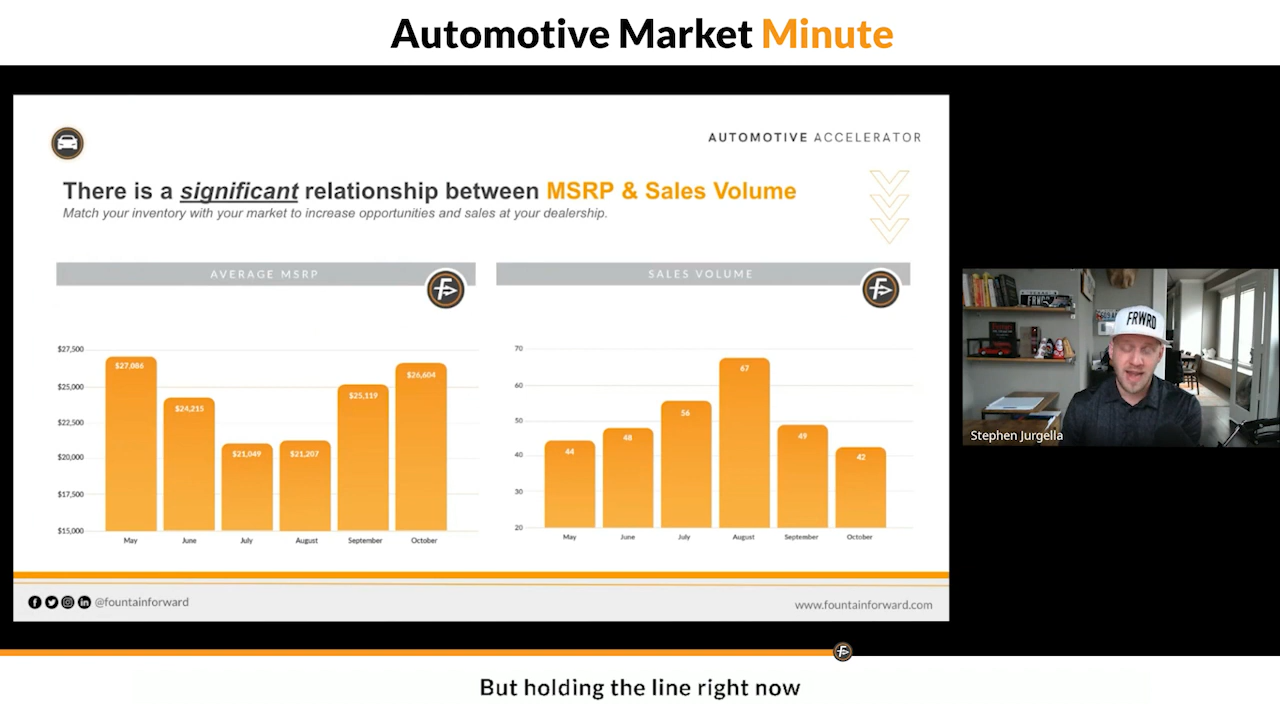 Automotive Market Minute
AUTOMOTIVE ACCELERATOR
There is a significant relationship between MSRP & Sales Volume
Match your inventory with your market to increase opportunities and sales at your dealership.
AVERAGE MSRP
$27,500
$25,000
$22,500
$20,000
$17,500
$15,000
$27,086
$24,215
$21,049
$21,207
$25,119
$26,604
May June July August September October
SALES VOLUME
70
60
50
40
30
20
44
48
56
67
49
42
May June July August September October
FRWRD
Stephen Jurgella
@fountainforward
www.fountainforward.com
But holding the line right now